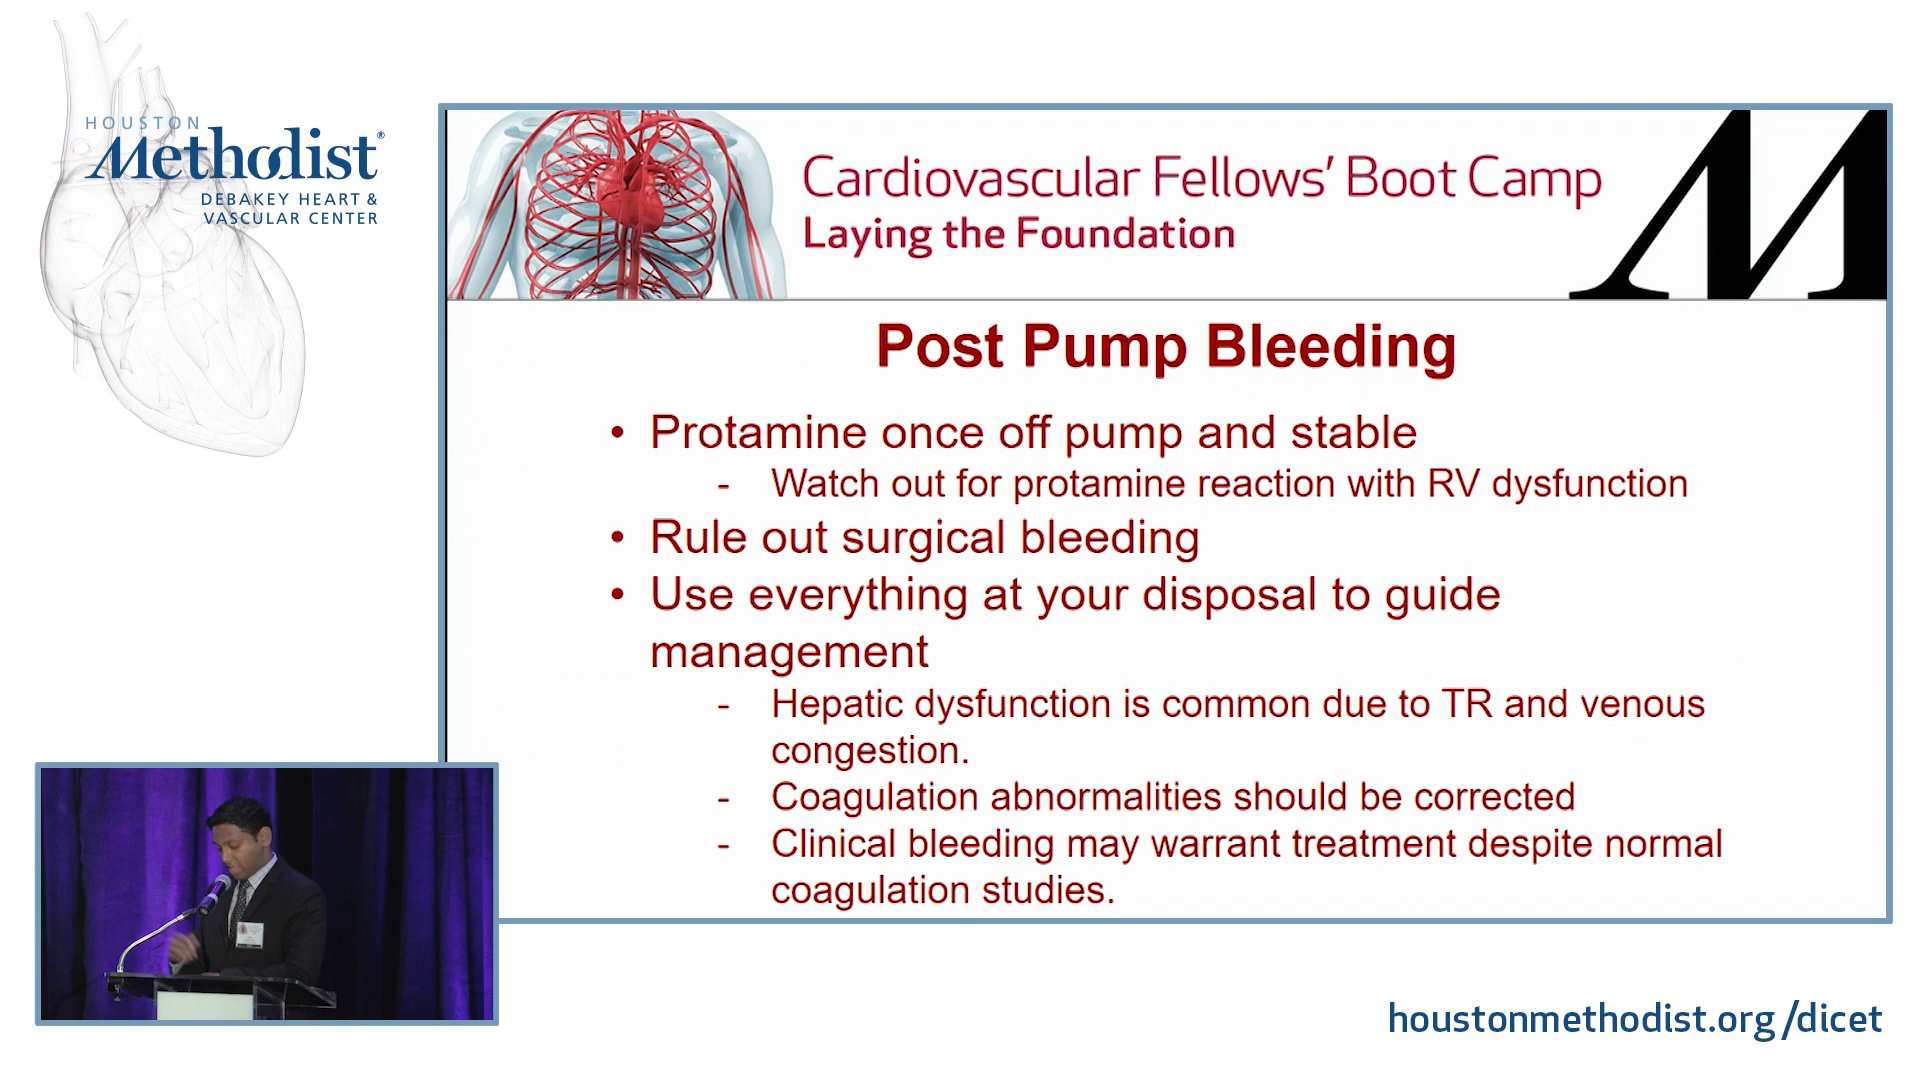 HOUSTON
Methodist®
DEBAKEY HEART &
VASCULAR CENTER
Cardiovascular Fellows' Boot Camp
Laying the Foundation
M
Post Pump Bleeding
• Protamine once off pump and stable
- Watch out for protamine reaction with RV dysfunction
• Rule out surgical bleeding
• Use everything at your disposal to guide
management
- Hepatic dysfunction is common due to TR and venous
congestion.
- Coagulation abnormalities should be corrected
- Clinical bleeding may warrant treatment despite normal
coagulation studies.
houstonmethodist.org/dicet